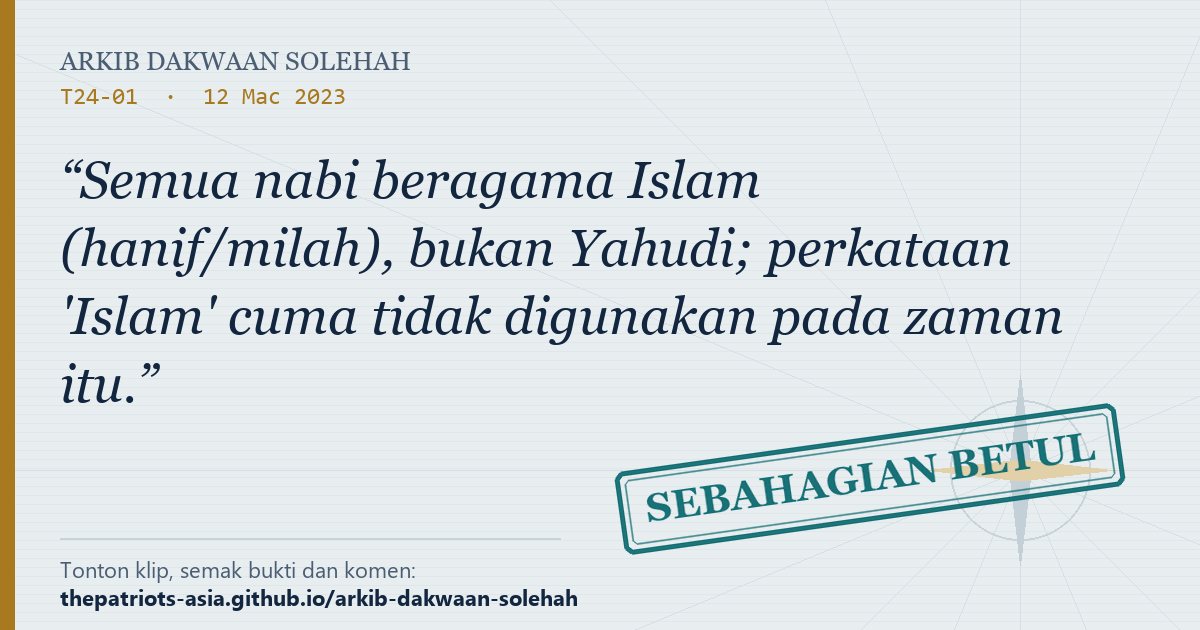 ARKIB DAKWAAN SOLEHAH
T24-01 · 12 Mac 2023
“Semua nabi beragama Islam
(hanif/milah), bukan Yahudi; perkataan
'Islam' cuma tidak digunakan pada zaman
itu.”
SEBAHAGIAN BETUL
Tonton klip, semak bukti dan komen:
thepatriots-asia.github.io/arkib-dakwaan-solehah